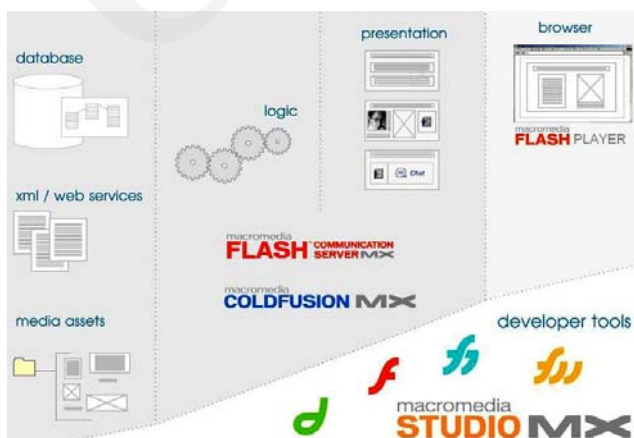 database
xml / web services
media assets
logic
presentation
Chat
browser
macromedia
FLASH PLAYER
macromedia
FLASH COMMUNICATION
SERVER MX
macromedia
COLDFUSION MX
developer tools
macromedia
STUDIO MX